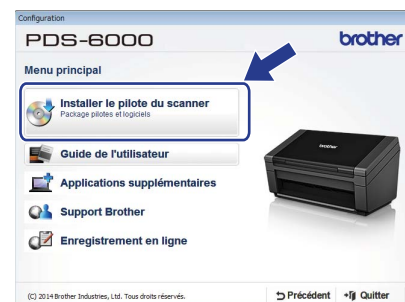 Configuration
PDS-6000
brother
Menu principal
Installer le pilote du scanner
Package pilotes et logiciels
Guide de l'utilisateur
Applications supplémentaires
Support Brother
Enregistrement en ligne
brother
(C) 2014 Brother Industries, Ltd. Tous droits réservés.
Précédent
Quitter